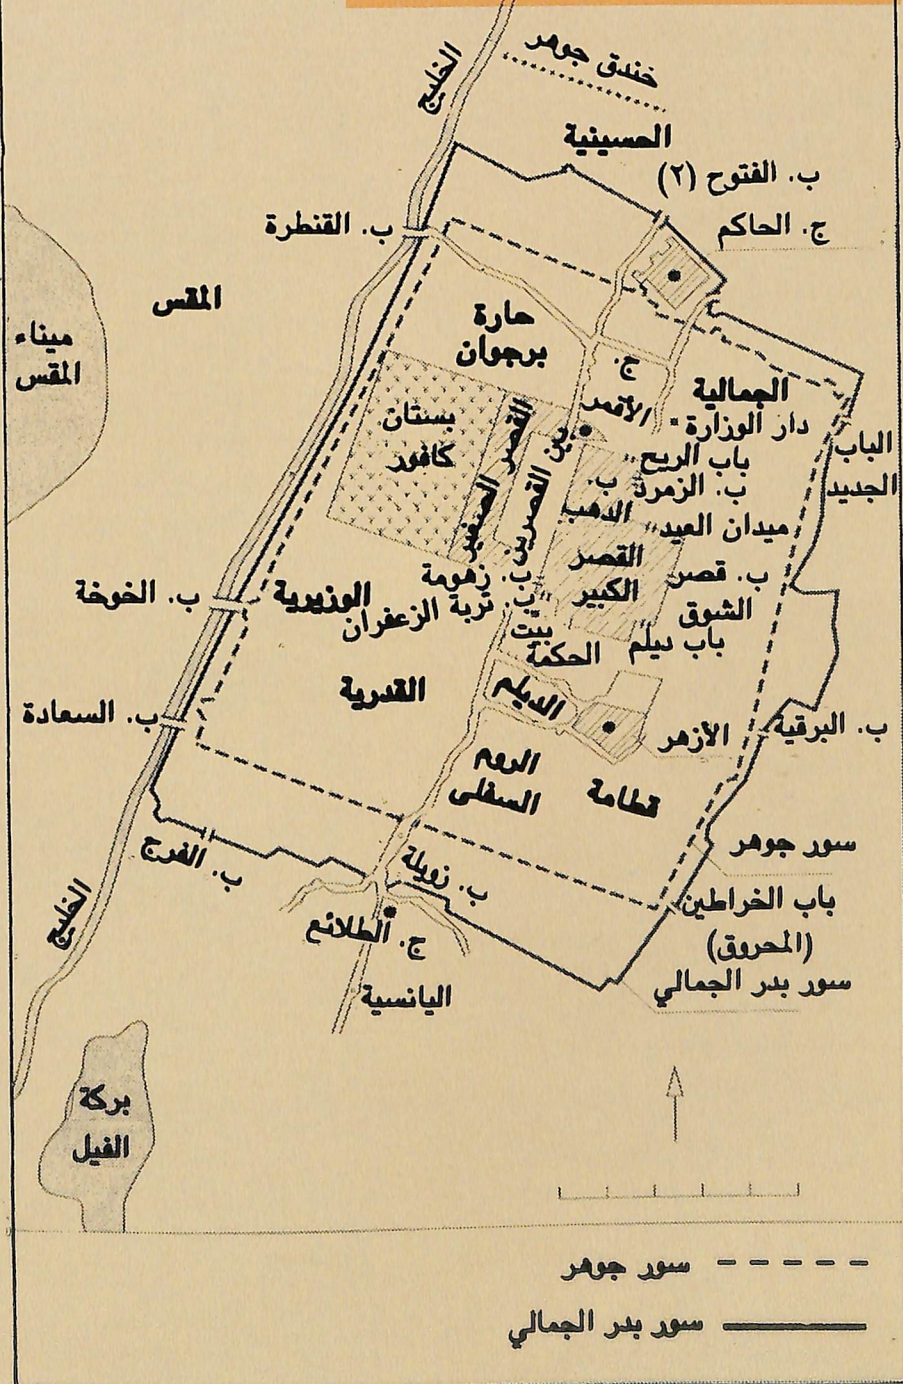 خندق جوهر
الخليج
الحسينية
ب. الفتوح (٢)
ج. الحاكم
ب. القنطرة
المقس
ميناء
المقس
حارة
برجوان
ج.
الأقمر
الجمالية
دار الوزارة
الباب
الجديد
باب الريح
ب. الزمرد
بستان
كافور
القصر الصغير
بين القصرين
ب.
الذهب
ميدان العيد
القصر
الكبير
ب. قصر
الشوق
باب ديلم
ب. زهومة
ب. تربة الزعفران
ب. الخوخة
الوزيرية
بيت
الحكمة
القدرية
الديلم
ب. السعادة
الأزهر
ب. البرقية
الروم
السفلى
قطامة
سور جوهر
ب. الفرج
ب. زويلة
باب الخراطين
(المحروق)
سور بدر الجمالي
الخليج
ج. الطلائع
اليانسية
بركة
الفيل
سور جوهر
سور بدر الجمالي